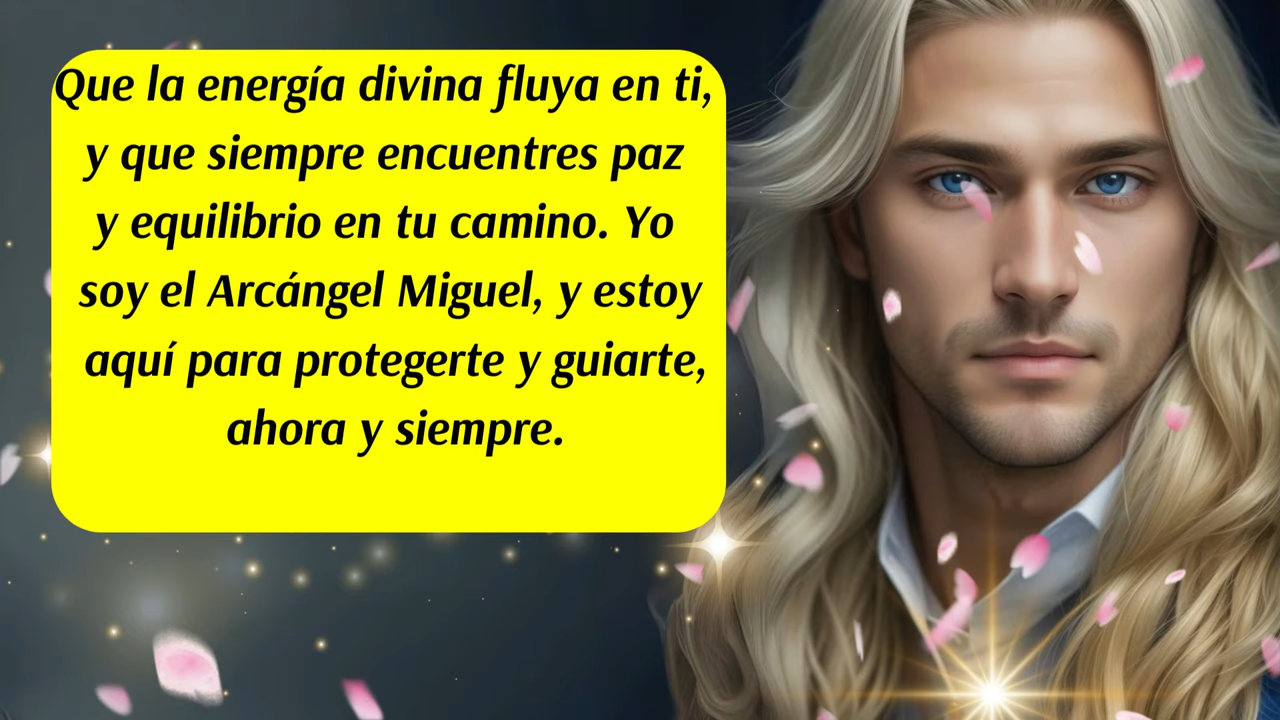 Que la energía divina fluya en ti,
y que siempre encuentres paz
y equilibrio en tu camino. Yo
soy el Arcángel Miguel, y estoy
aquí para protegerte y guiarte,
ahora y siempre.